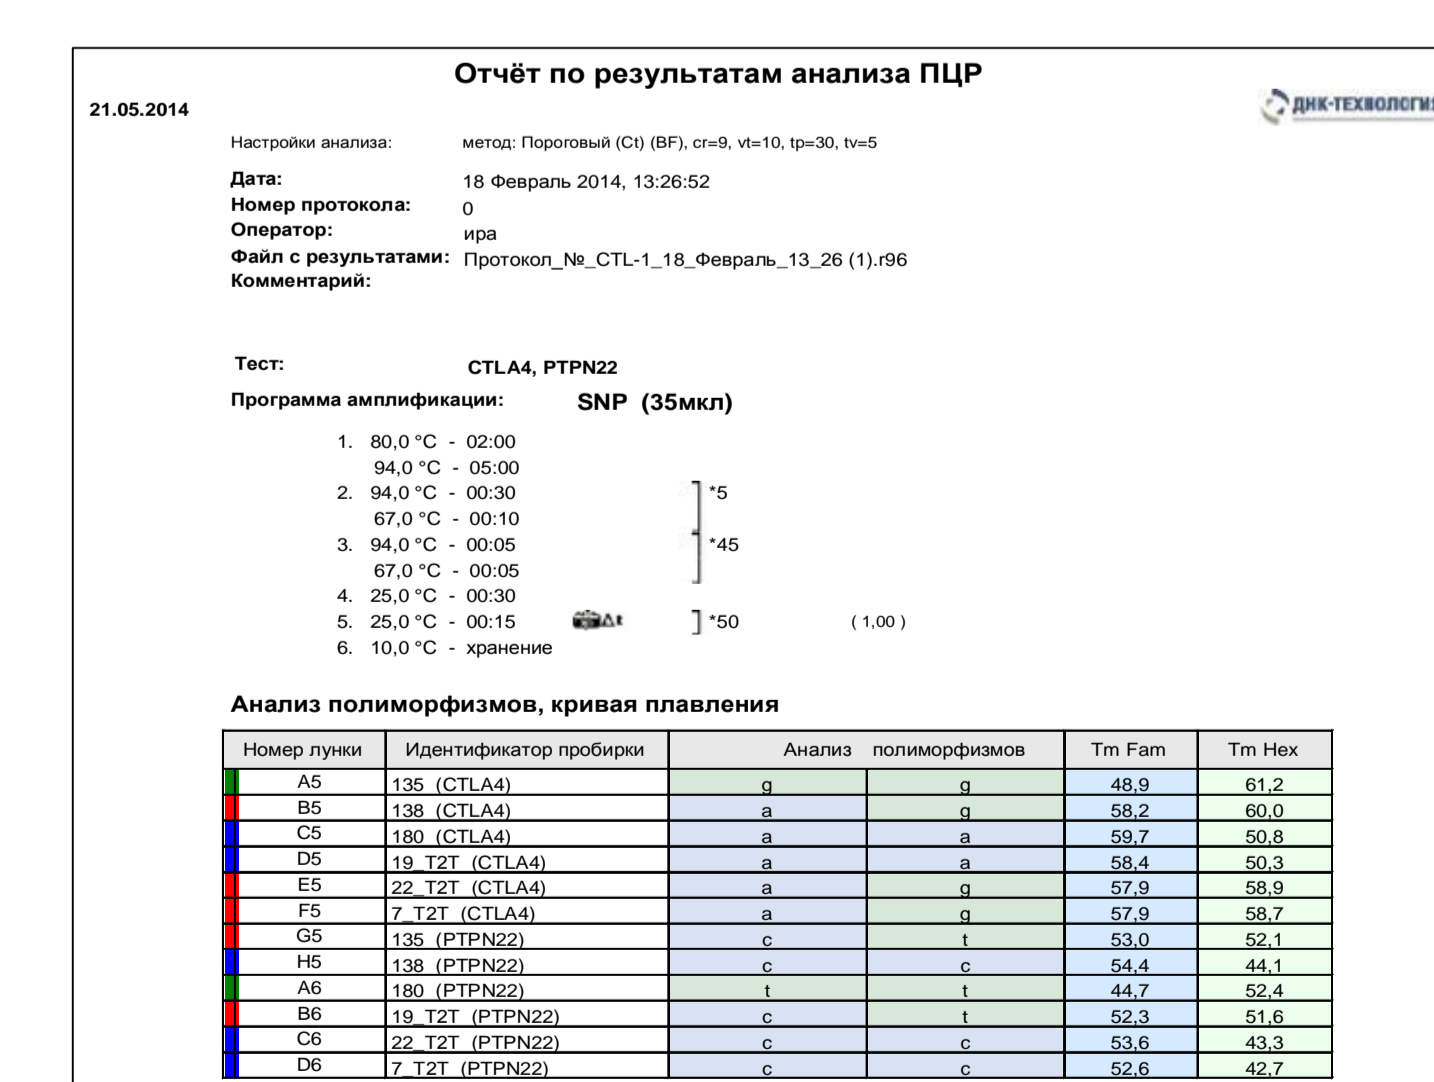 Отчёт по результатам анализа ПЦР
21.05.2014
ДНК-ТЕХНОЛОГИЯ
Настройки анализа: метод: Пороговый (Ct) (BF), cr=9, vt=10, tp=30, tv=5
Дата: 18 Февраль 2014, 13:26:52
Номер протокола: 0
Оператор: ира
Файл с результатами: Протокол_№_CTL-1_18_Февраль_13_26 (1).r96
Комментарий:
Тест: CTLA4, PTPN22
Программа амплификации: SNP (35мкл)
1. 80,0 °C - 02:00
94,0 °C - 05:00
2. 94,0 °C - 00:30 *5
67,0 °C - 00:10
3. 94,0 °C - 00:05 *45
67,0 °C - 00:05
4. 25,0 °C - 00:30
5. 25,0 °C - 00:15 Δt *50 ( 1,00 )
6. 10,0 °C - хранение
Анализ полиморфизмов, кривая плавления
Номер лунки Идентификатор пробирки Анализ полиморфизмов Tm Fam Tm Hex
A5 135 (CTLA4) g g 48,9 61,2
B5 138 (CTLA4) a g 58,2 60,0
C5 180 (CTLA4) a a 59,7 50,8
D5 19_T2T (CTLA4) a a 58,4 50,3
E5 22_T2T (CTLA4) a g 57,9 58,9
F5 7_T2T (CTLA4) a g 57,9 58,7
G5 135 (PTPN22) c t 53,0 52,1
H5 138 (PTPN22) c c 54,4 44,1
A6 180 (PTPN22) t t 44,7 52,4
B6 19_T2T (PTPN22) c t 52,3 51,6
C6 22_T2T (PTPN22) c c 53,6 43,3
D6 7_T2T (PTPN22) c c 52,6 42,7